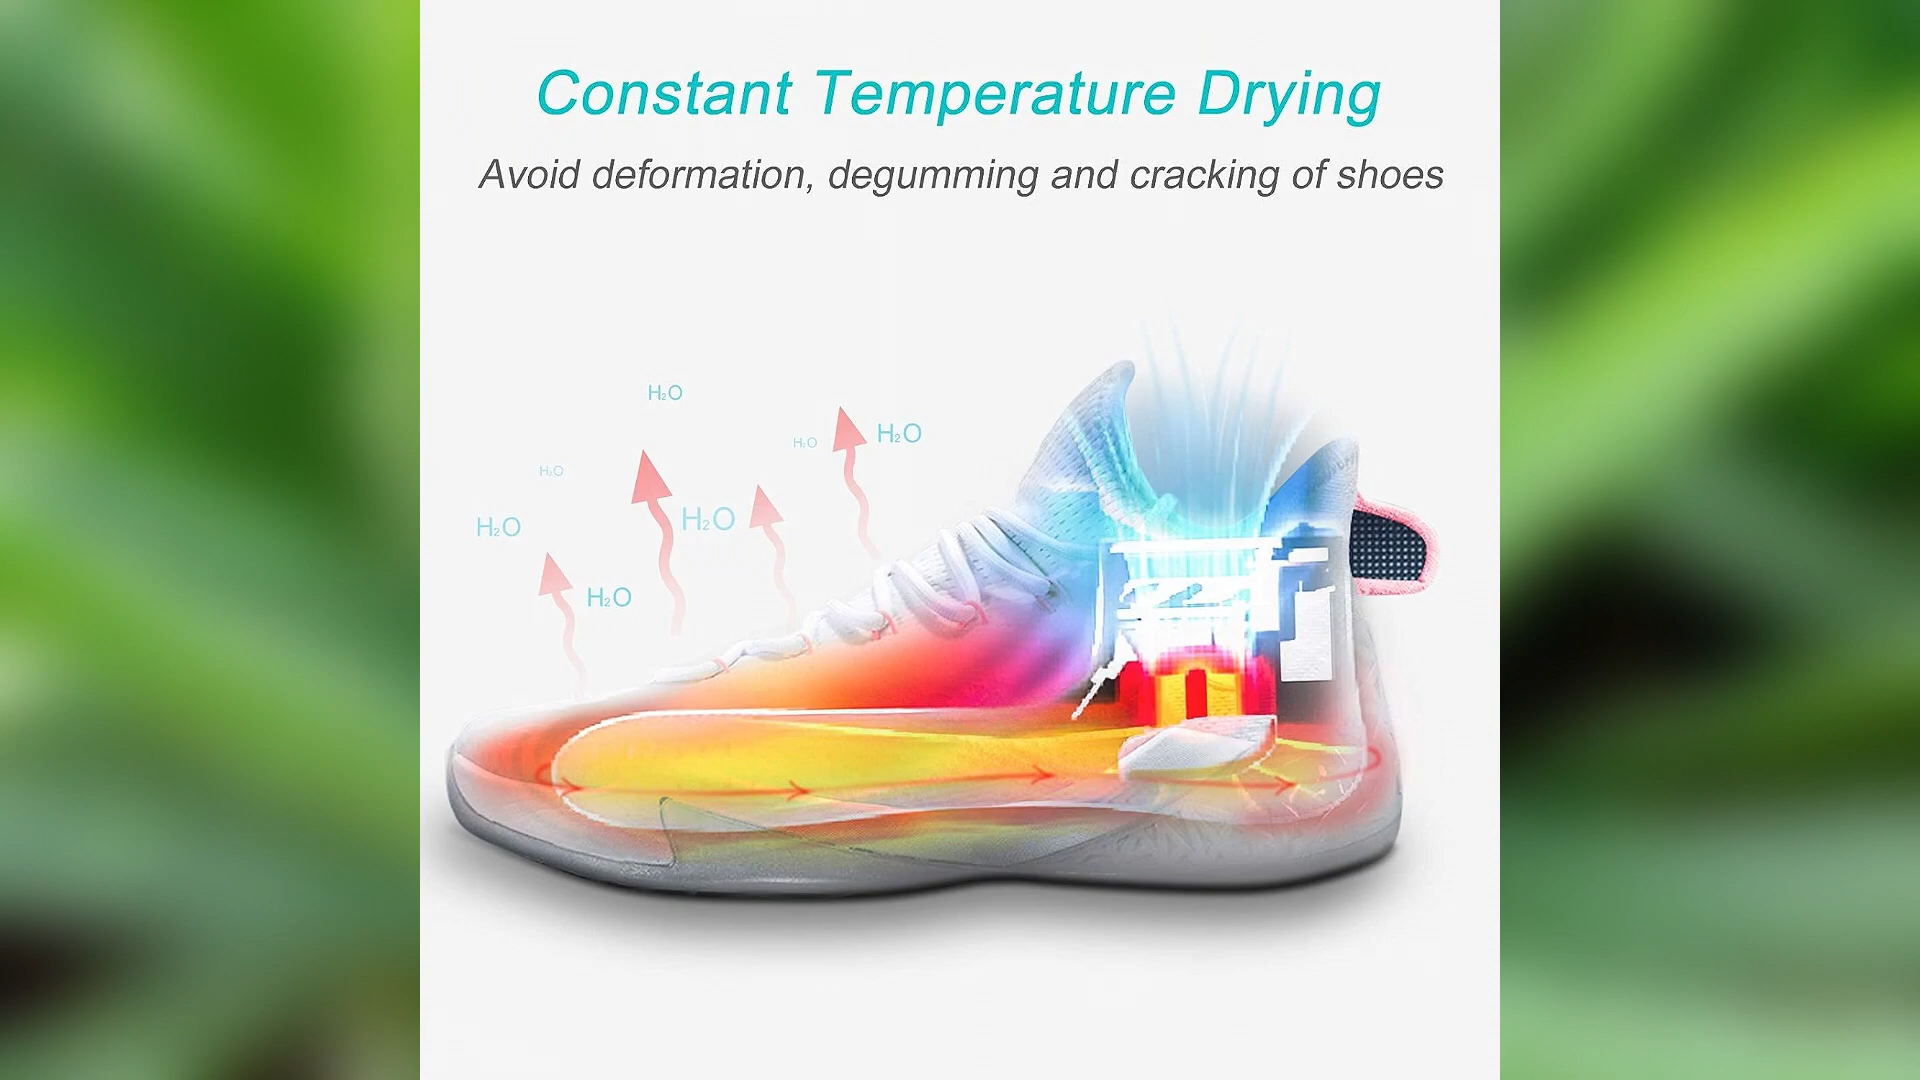 Constant Temperature Drying
Avoid deformation, degumming and cracking of shoes
H₂O
H₂O
H₂O
H₂O
H₂O
H₂O
H₂O